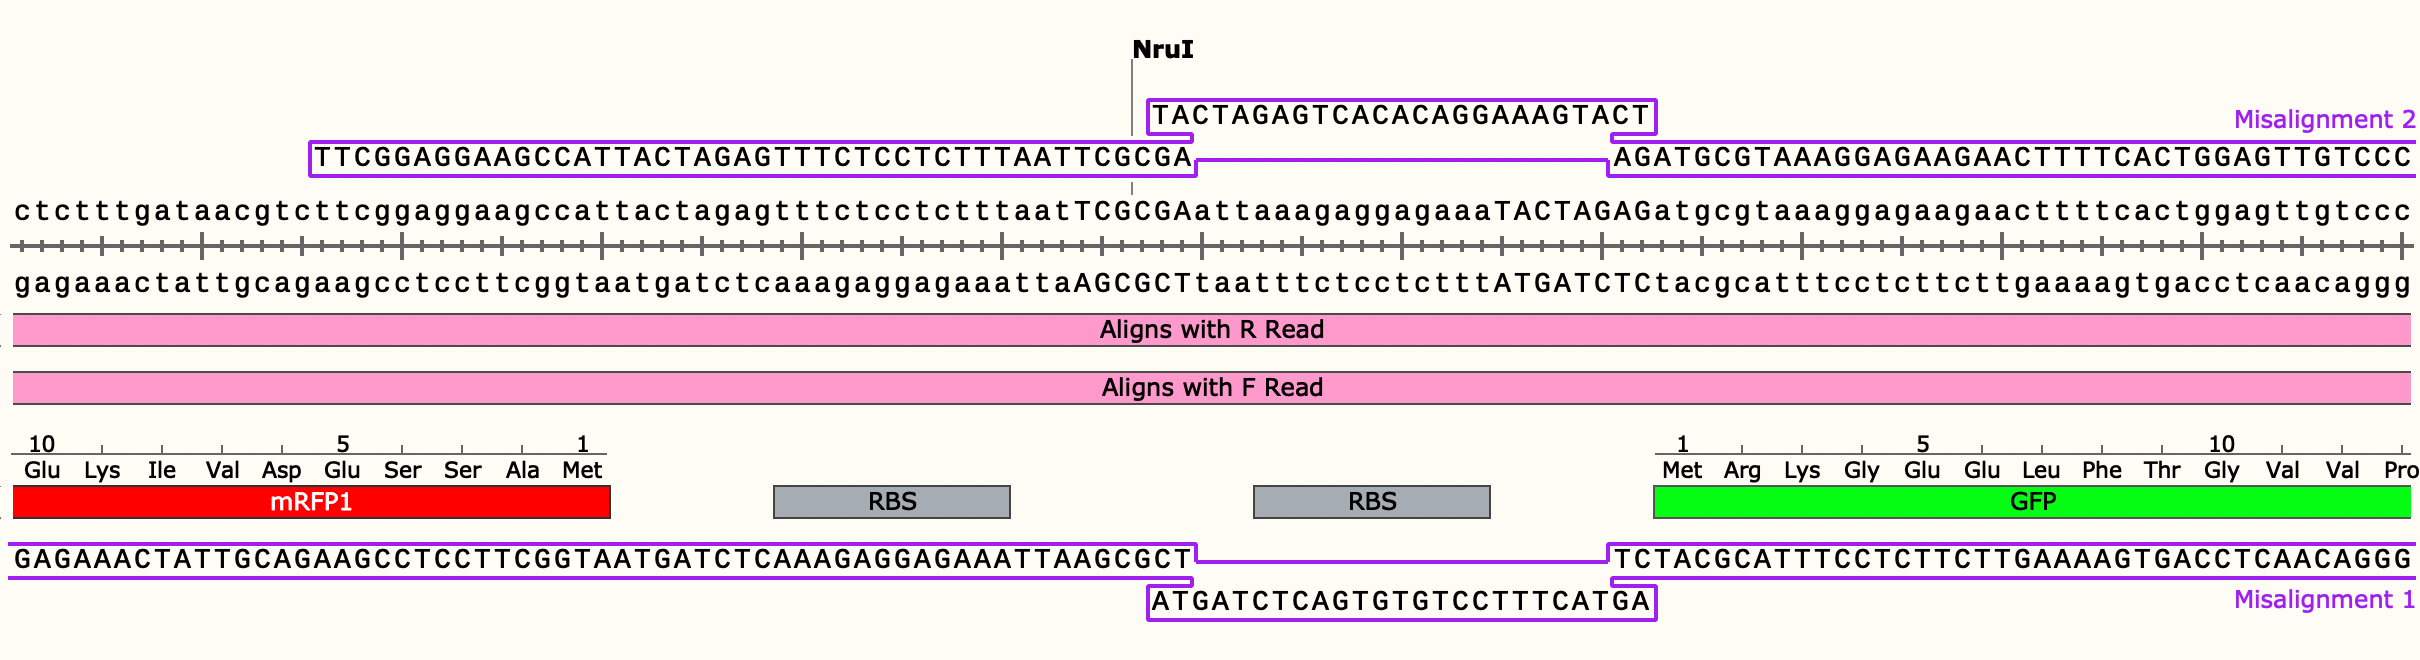 NruI
TACTAGAGTCACACAGGAAAGTACT
Misalignment 2
TTCGGAGGAAGCCATTACTAGAGTTTCTCCTCTTTAATTCGCGA AGATGCGTAAAGGAGAAGAACTTTTCACTGGAGTTGTCCC
ctctttgataacgtcttcggaggaagccattactagagtttctcctctttaatTCGCGAattaaagaggagaaaTACTAGAGatgcgtaaaggagaagaacttttcactggagttgtccc
gagaaactattgcagaagcctccttcggtaatgatctcaaagaggagaaattaAGCGCTtaatttctcctctttATGATCTCtacgcatttcctcttcttgaaaagtgacctcaacaggg
Aligns with R Read
Aligns with F Read
10 5 1 1 5 10
Glu Lys Ile Val Asp Glu Ser Ser Ala Met Met Arg Lys Gly Glu Glu Leu Phe Thr Gly Val Val Pro
mRFP1 RBS RBS GFP
GAGAAACTATTGCAGAAGCCTCCTTCGGTAATGATCTCAAAGAGGAGAAATTAAGCGCT TCTACGCATTTCCTCTTCTTGAAAAGTGACCTCAACAGGG
ATGATCTCAGTGTGTCCTTTCATGA
Misalignment 1